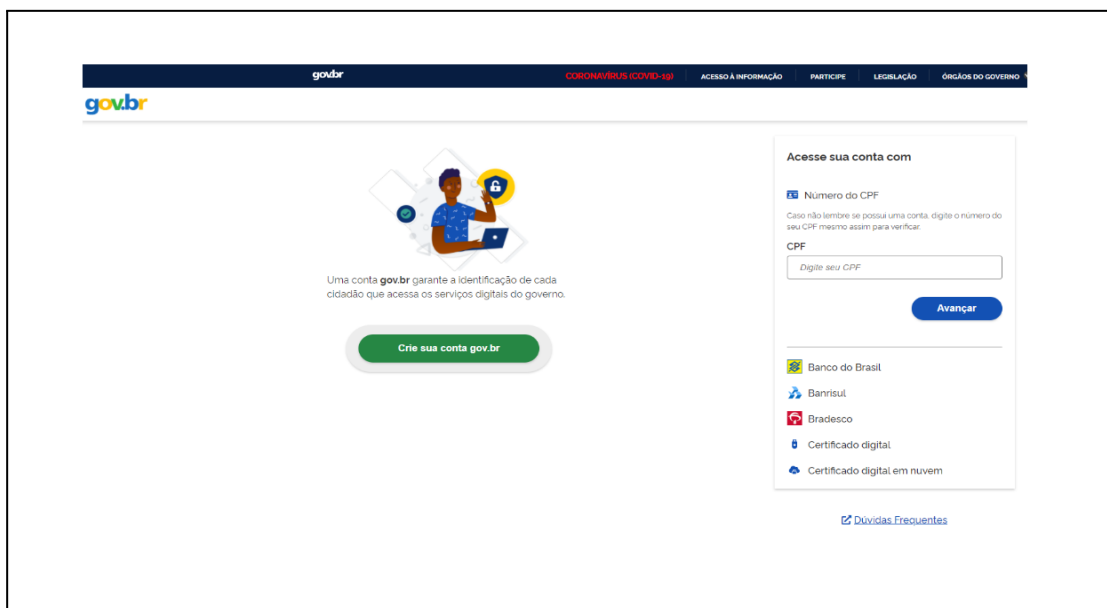 gov.br
CORONAVÍRUS (COVID-19)
ACESSO À INFORMAÇÃO
PARTICIPE
LEGISLAÇÃO
ÓRGÃOS DO GOVERNO
gov.br
Uma conta gov.br garante a identificação de cada
cidadão que acessa os serviços digitais do governo.
Crie sua conta gov.br
Acesse sua conta com
Número do CPF
Caso não lembre se possui uma conta, digite o número do
seu CPF mesmo assim para verificar.
CPF
Digite seu CPF
Avançar
Banco do Brasil
Banrisul
Bradesco
Certificado digital
Certificado digital em nuvem
Dúvidas Frequentes